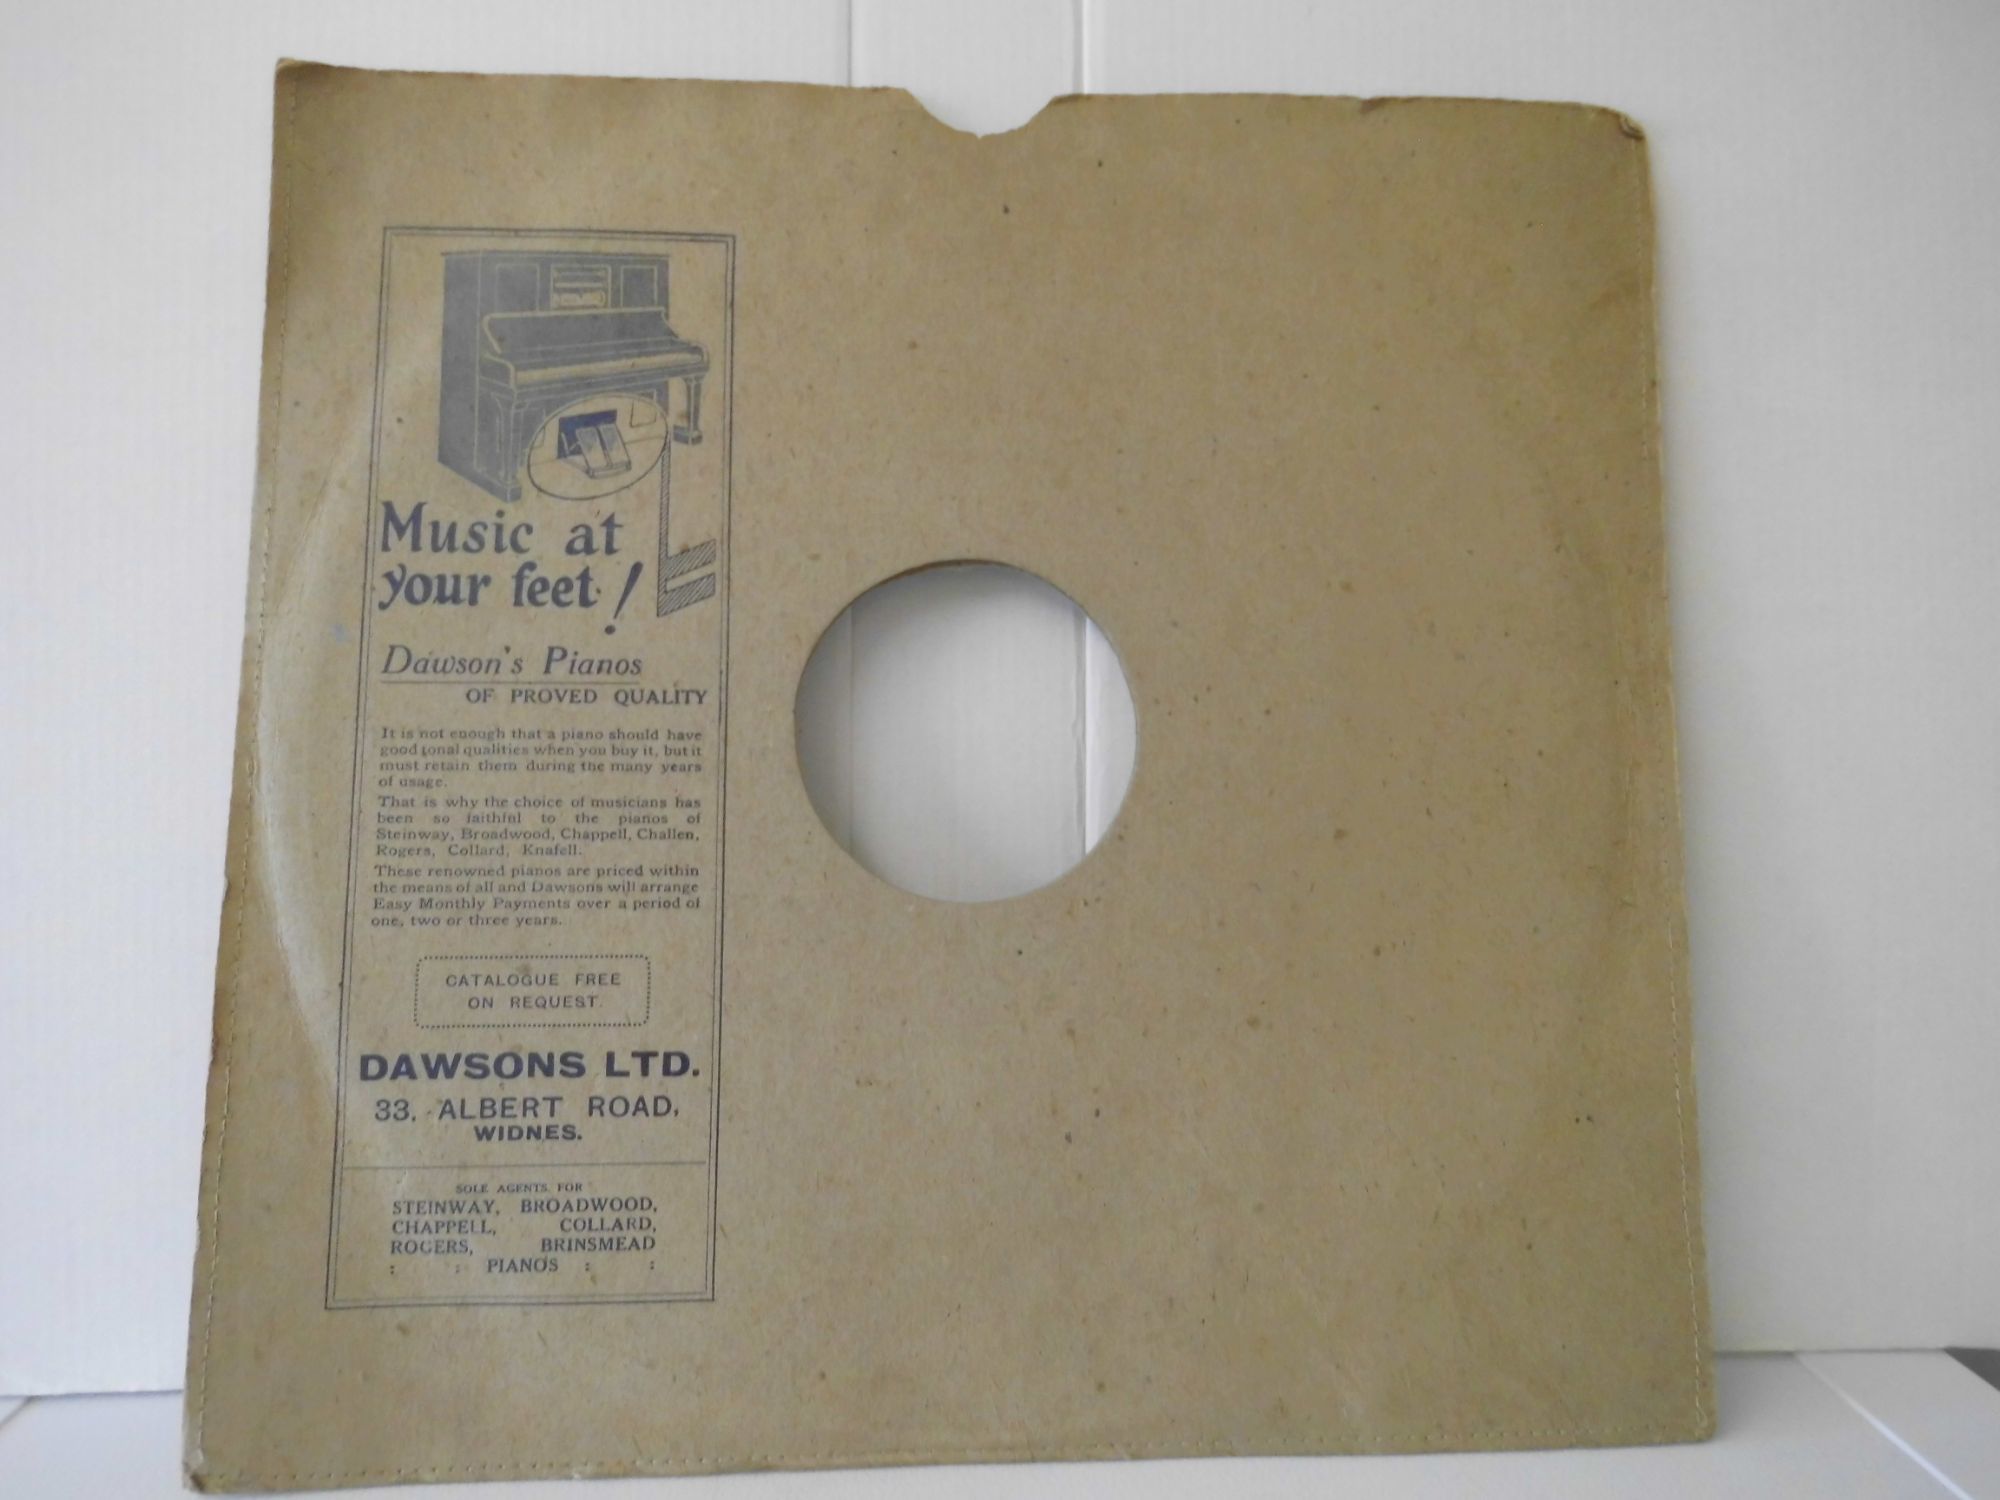 Music at
your feet!
Dawson's Pianos
OF PROVED QUALITY
It is not enough that a piano should have
good tonal qualities when you buy it, but it
must retain them during the many years
of usage.
That is why the choice of musicians has
been so faithful to the pianos of
Steinway, Broadwood, Chappell, Challen,
Rogers, Collard, Knafell.
These renowned pianos are priced within
the means of all and Dawsons will arrange
Easy Monthly Payments over a period of
one, two or three years.
CATALOGUE FREE
ON REQUEST.
DAWSONS LTD.
33, ALBERT ROAD,
WIDNES.
SOLE AGENTS FOR
STEINWAY, BROADWOOD,
CHAPPELL, COLLARD,
ROGERS, BRINSMEAD
: : PIANOS : :